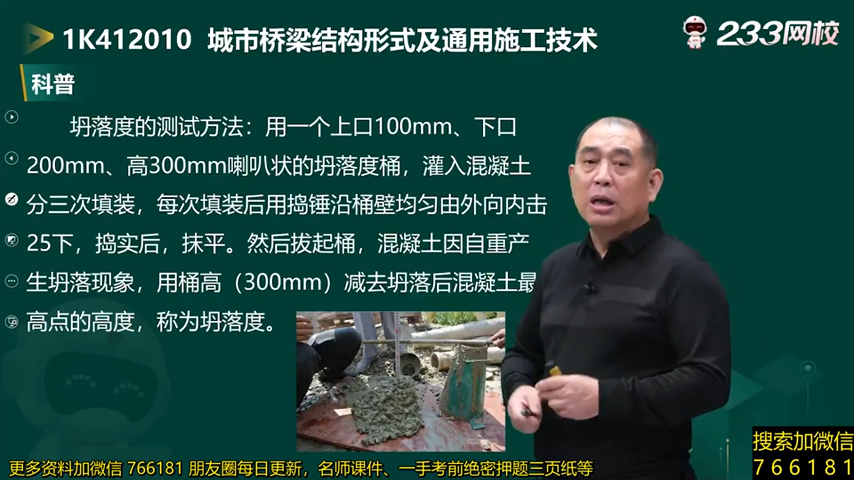 1K412010 城市桥梁结构形式及通用施工技术
233网校
科普
坍落度的测试方法：用一个上口100mm、下口
200mm、高300mm喇叭状的坍落度桶，灌入混凝土
分三次填装，每次填装后用捣锤沿桶壁均匀由外向内击
25下，捣实后，抹平。然后拔起桶，混凝土因自重产
生坍落现象，用桶高（300mm）减去坍落后混凝土最
高点的高度，称为坍落度。
搜索加微信
766181
更多资料加微信 766181 朋友圈每日更新，名师课件、一手考前绝密押题三页纸等